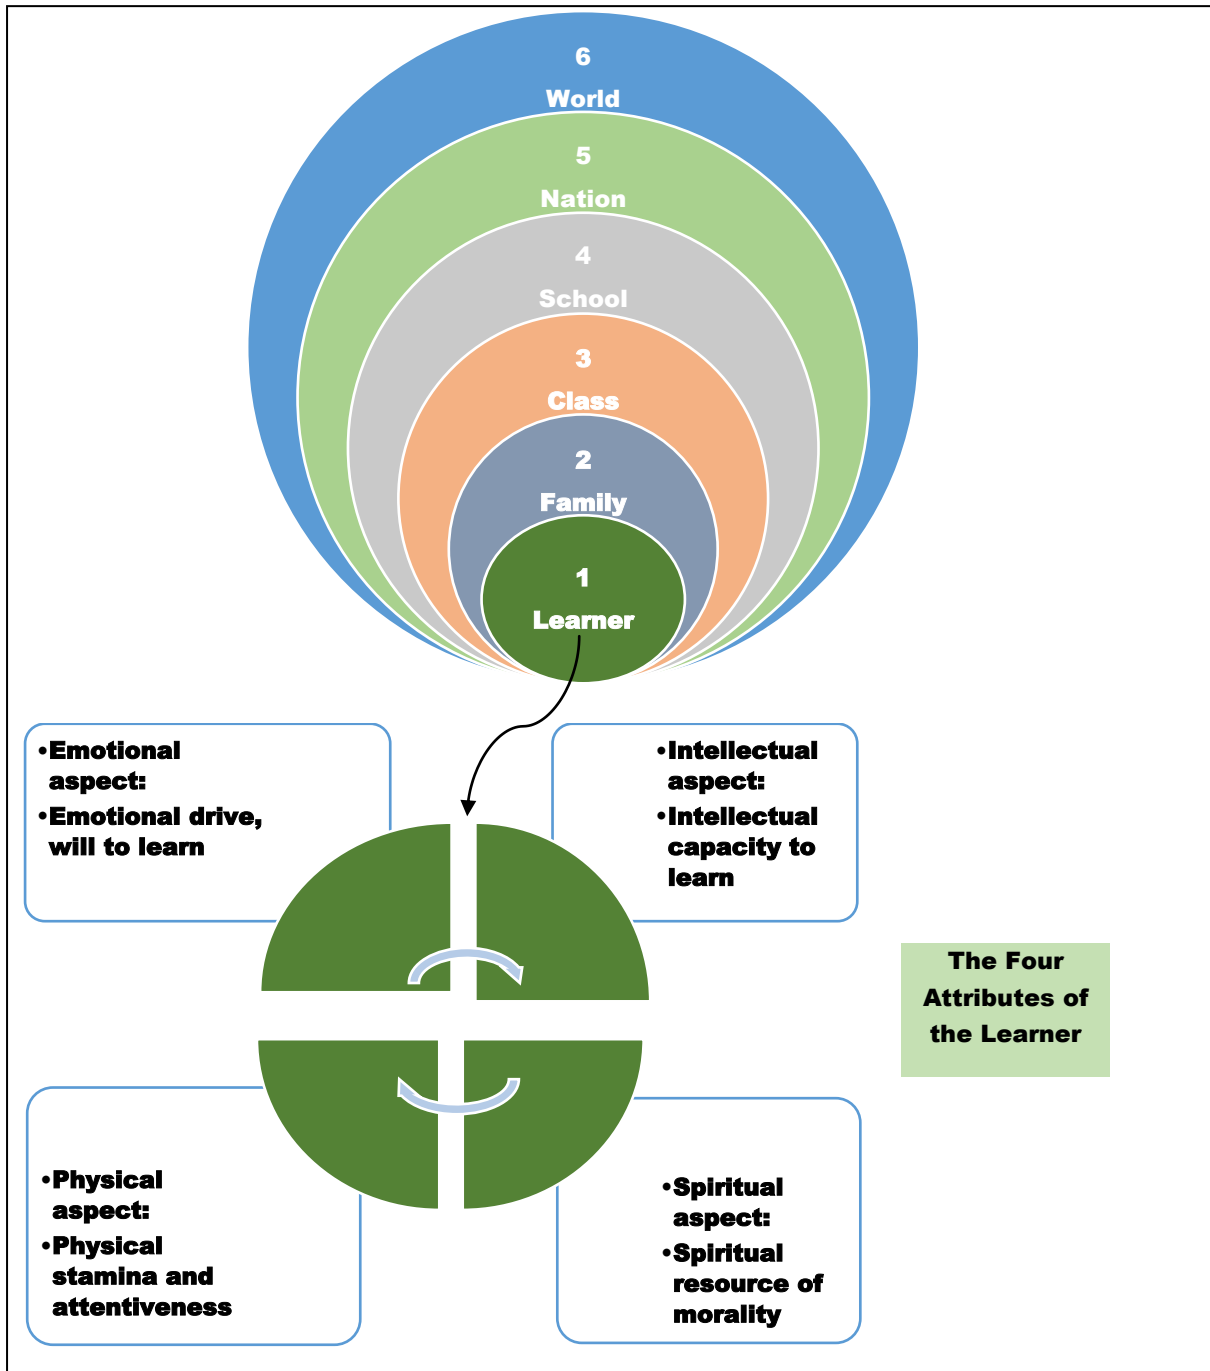 6
World
5
Nation
4
School
3
Class
2
Family
1
Learner
•Emotional
aspect:
•Emotional drive,
will to learn
•Intellectual
aspect:
•Intellectual
capacity to
learn
The Four
Attributes of
the Learner
•Physical
aspect:
•Physical
stamina and
attentiveness
•Spiritual
aspect:
•Spiritual
resource of
morality